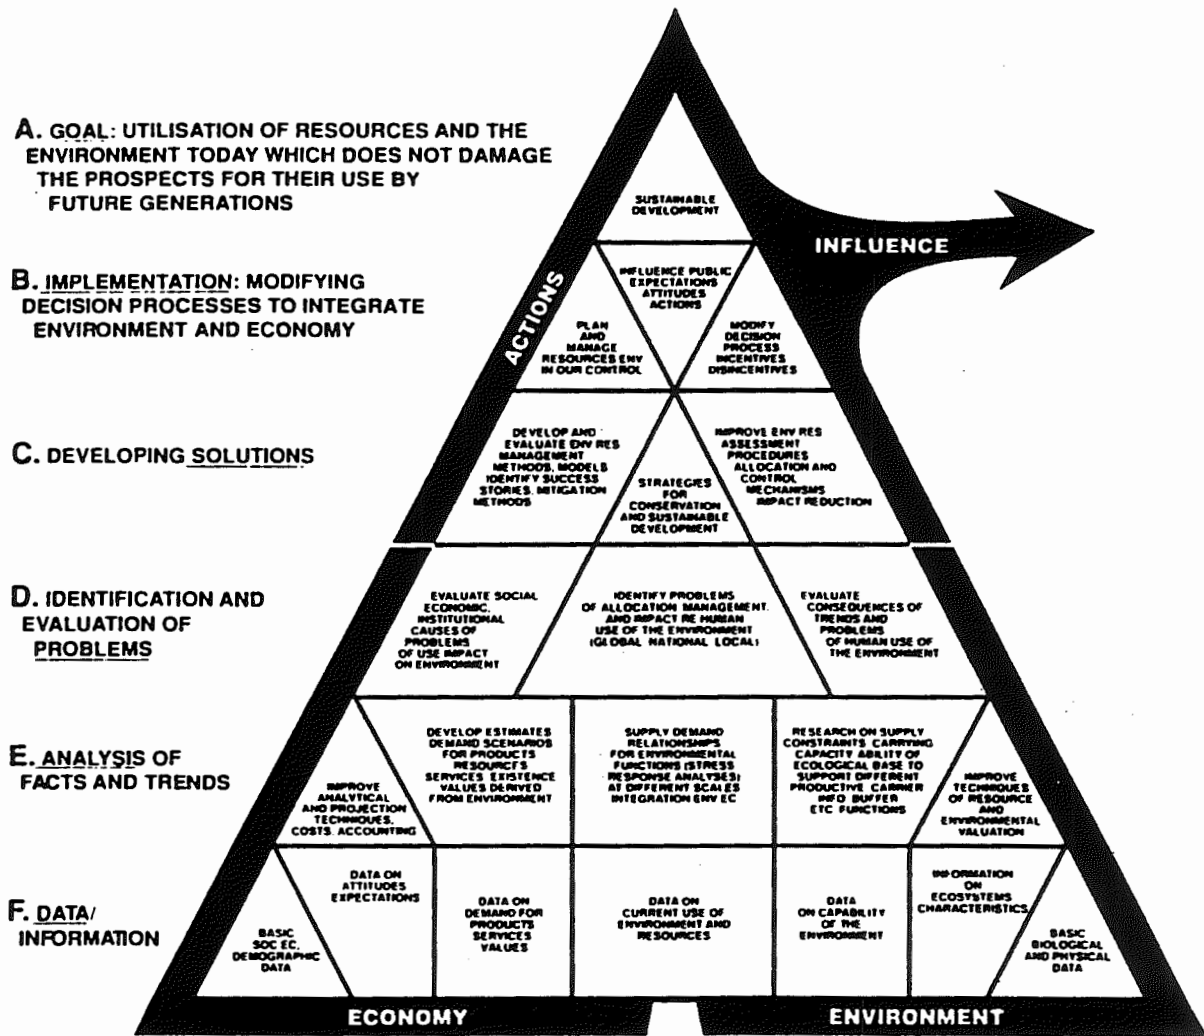 A. GOAL: UTILISATION OF RESOURCES AND THE
ENVIRONMENT TODAY WHICH DOES NOT DAMAGE
THE PROSPECTS FOR THEIR USE BY
FUTURE GENERATIONS
SUSTAINABLE
DEVELOPMENT
INFLUENCE
B. IMPLEMENTATION: MODIFYING
DECISION PROCESSES TO INTEGRATE
ENVIRONMENT AND ECONOMY
ACTIONS
INFLUENCE PUBLIC
EXPECTATIONS
ATTITUDES
ACTIONS
PLAN
AND
MANAGE
RESOURCES ENV
IN OUR CONTROL
MODIFY
DECISION
PROCESS
INCENTIVES
DISINCENTIVES
C. DEVELOPING SOLUTIONS
DEVELOP AND
EVALUATE ENV RES
MANAGEMENT
METHODS, MODELS
IDENTIFY SUCCESS
STORIES, MITIGATION
METHODS
STRATEGIES
FOR
CONSERVATION
AND SUSTAINABLE
DEVELOPMENT
IMPROVE ENV RES
ASSESSMENT
PROCEDURES
ALLOCATION AND
CONTROL
MECHANISMS
IMPACT REDUCTION
D. IDENTIFICATION AND
EVALUATION OF
PROBLEMS
EVALUATE SOCIAL
ECONOMIC,
INSTITUTIONAL
CAUSES OF
PROBLEMS
OF USE IMPACT
ON ENVIRONMENT
IDENTIFY PROBLEMS
OF ALLOCATION MANAGEMENT,
AND IMPACT RE HUMAN
USE OF THE ENVIRONMENT
(GLOBAL NATIONAL LOCAL)
EVALUATE
CONSEQUENCES OF
TRENDS AND
PROBLEMS
OF HUMAN USE OF
THE ENVIRONMENT
E. ANALYSIS OF
FACTS AND TRENDS
IMPROVE
ANALYTICAL
AND PROJECTION
TECHNIQUES,
COSTS, ACCOUNTING
DEVELOP ESTIMATES
DEMAND SCENARIOS
FOR PRODUCTS
RESOURCES
SERVICES EXISTENCE
VALUES DERIVED
FROM ENVIRONMENT
SUPPLY DEMAND
RELATIONSHIPS
FOR ENVIRONMENTAL
FUNCTIONS (STRESS
RESPONSE ANALYSES)
AT DIFFERENT SCALES
INTEGRATION ENV EC
RESEARCH ON SUPPLY
CONSTRAINTS CARRYING
CAPACITY ABILITY OF
ECOLOGICAL BASE TO
SUPPORT DIFFERENT
PRODUCTIVE CARRIER
INFO BUFFER
ETC FUNCTIONS
IMPROVE
TECHNIQUES
OF RESOURCE
AND
ENVIRONMENTAL
VALUATION
F. DATA/
INFORMATION
BASIC
SOC EC,
DEMOGRAPHIC
DATA
DATA ON
ATTITUDES
EXPECTATIONS
DATA ON
DEMAND FOR
PRODUCTS
SERVICES
VALUES
DATA ON
CURRENT USE OF
ENVIRONMENT AND
RESOURCES
DATA
ON CAPABILITY
OF THE
ENVIRONMENT
INFORMATION
ON
ECOSYSTEMS
CHARACTERISTICS
BASIC
BIOLOGICAL
AND PHYSICAL
DATA
ECONOMY
ENVIRONMENT